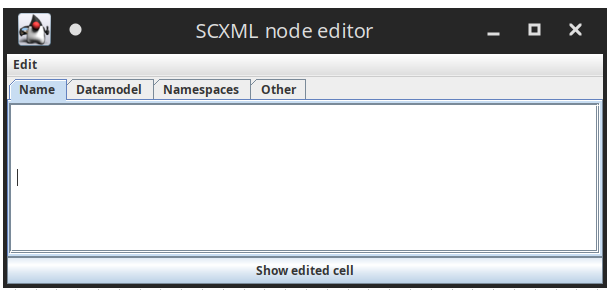 SCXML node editor
Edit
Name Datamodel Namespaces Other
Show edited cell